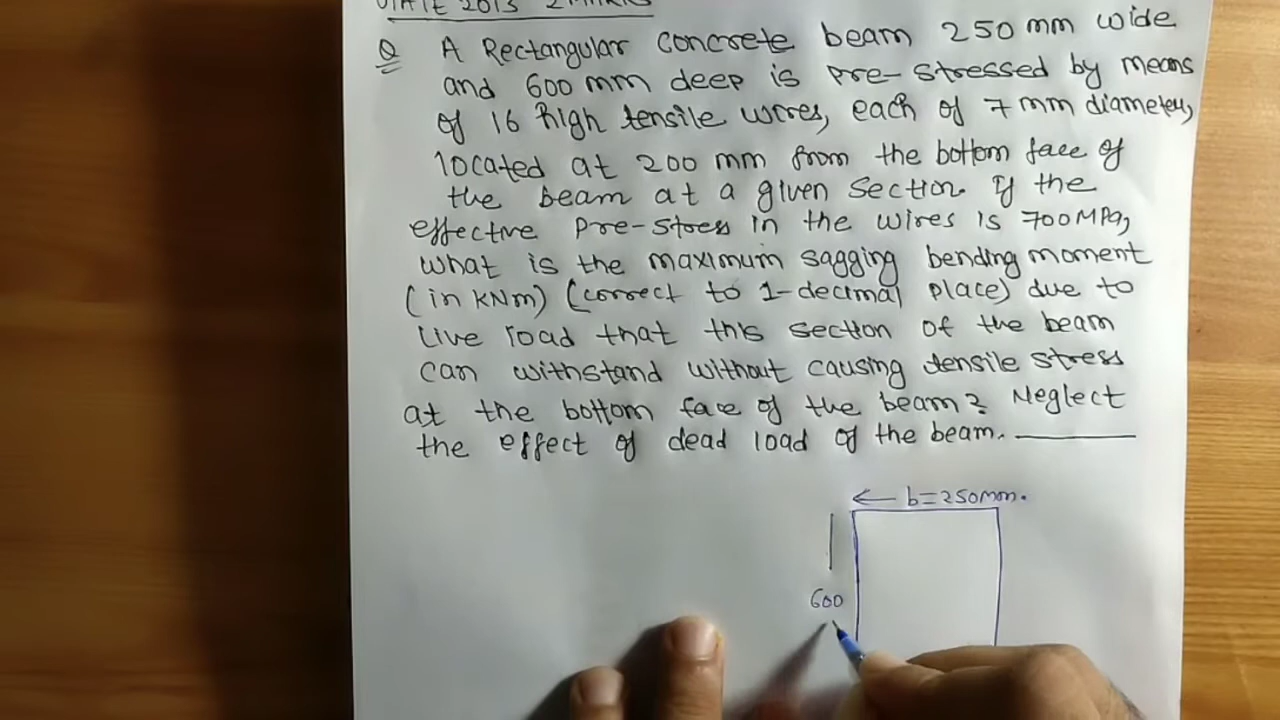 GATE 2013 2 MARKS
Q A Rectangular concrete beam 250 mm wide
and 600 mm deep is pre-stressed by means
of 16 high tensile wires, each of 7 mm diameter,
located at 200 mm from the bottom face of
the beam at a given section. If the
effective pre-stress in the wires is 700 MPa,
what is the maximum sagging bending moment
(in kNm) (correct to 1-decimal place) due to
live load that this section of the beam
can withstand without causing tensile stress
at the bottom face of the beam? Neglect
the effect of dead load of the beam.
b=250mm.
600